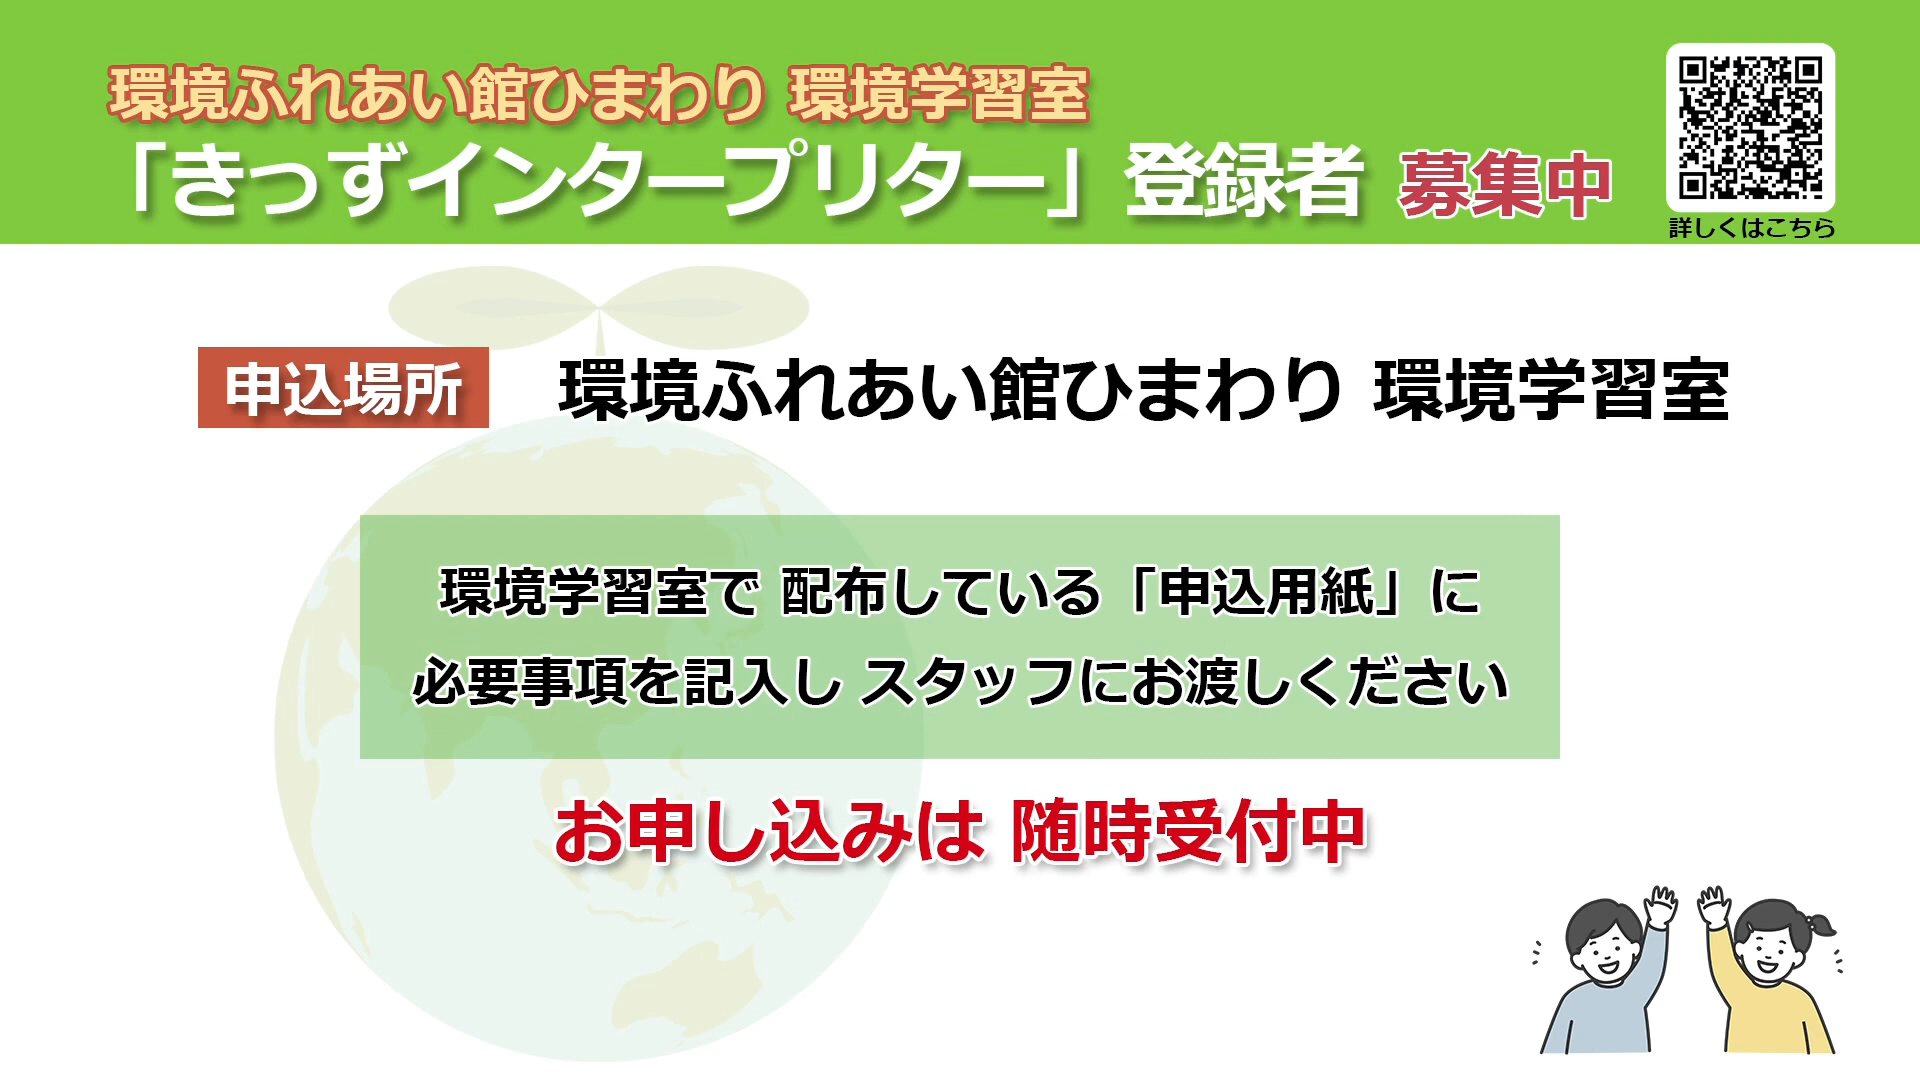 環境ふれあい館ひまわり 環境学習室
「きっずインタープリター」登録者 募集中
詳しくはこちら
申込場所 環境ふれあい館ひまわり 環境学習室
環境学習室で 配布している「申込用紙」に
必要事項を記入し スタッフにお渡しください
お申し込みは 随時受付中